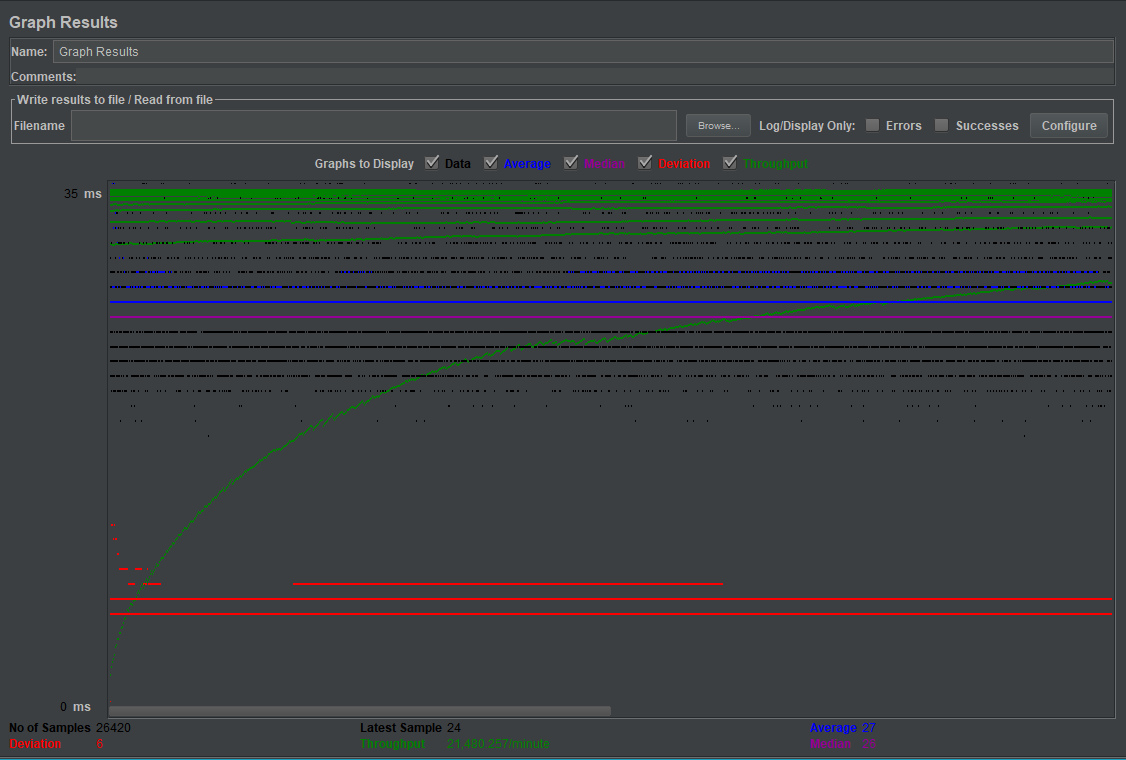 Graph Results
Name: Graph Results
Comments:
Write results to file / Read from file
Filename Browse... Log/Display Only: Errors Successes Configure
Graphs to Display Data Average Median Deviation Throughput
35 ms
0 ms
No of Samples 26420 Latest Sample 24 Average 27
Deviation 6 Throughput 21,480.257/minute Median 26